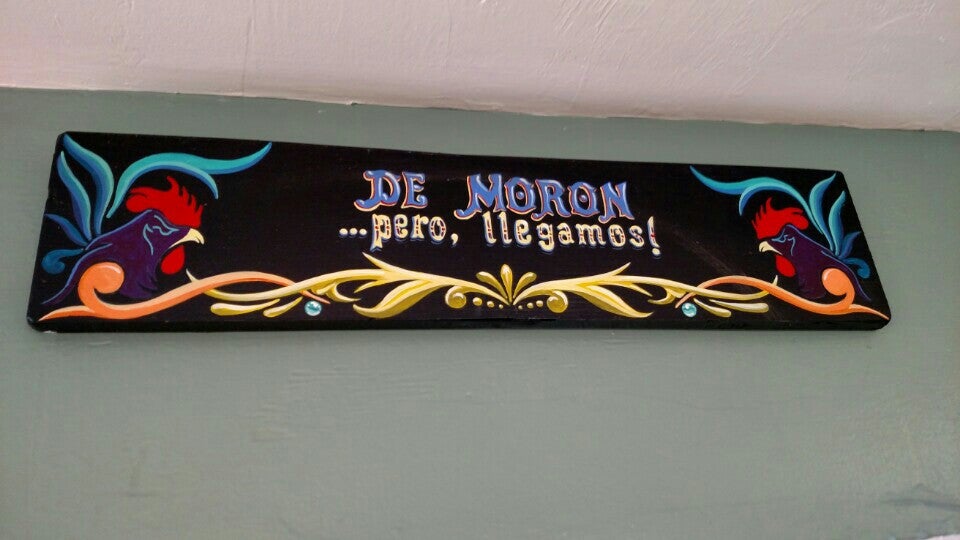 DE MORON
...pero, llegamos!